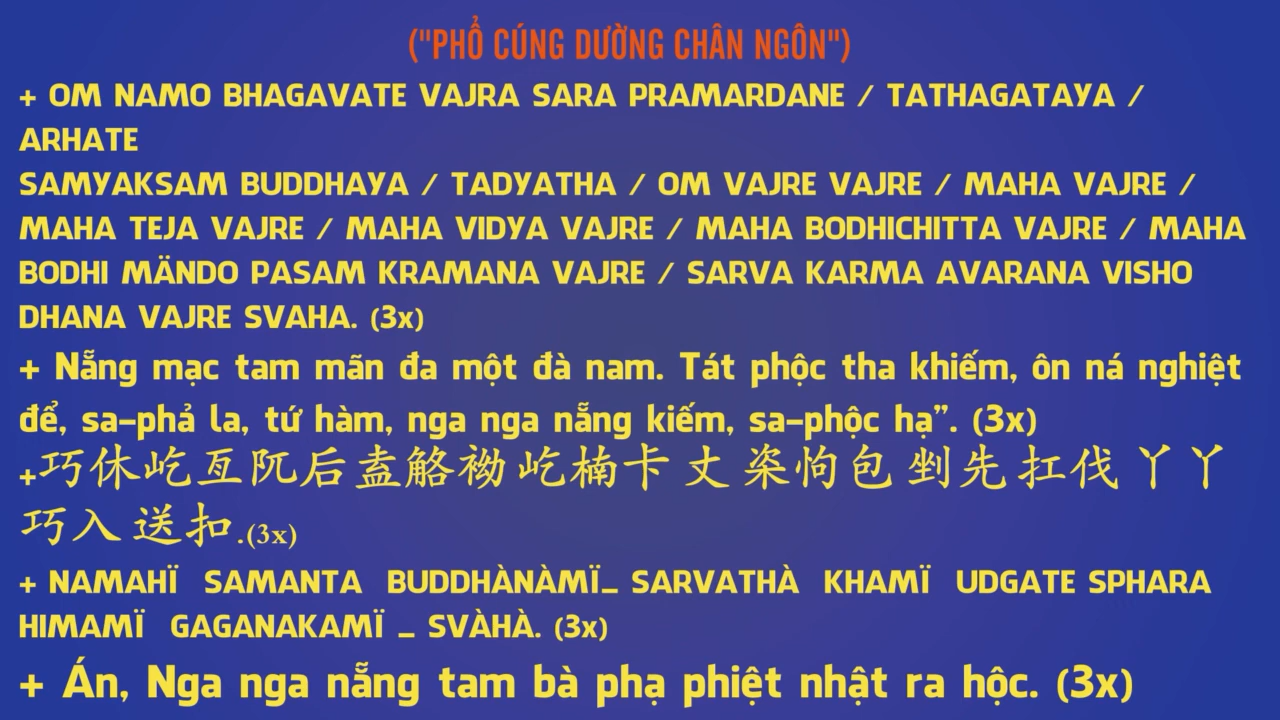 ("PHỔ CÚNG DƯỜNG CHÂN NGÔN")
+ OM NAMO BHAGAVATE VAJRA SARA PRAMARDANE / TATHAGATAYA /
ARHATE
SAMYAKSAM BUDDHAYA / TADYATHA / OM VAJRE VAJRE / MAHA VAJRE /
MAHA TEJA VAJRE / MAHA VIDYA VAJRE / MAHA BODHICHITTA VAJRE / MAHA
BODHI MÄNDO PASAM KRAMANA VAJRE / SARVA KARMA AVARANA VISHO
DHANA VAJRE SVAHA. (3x)
+ Nẵng mạc tam mãn đa một đà nam. Tát phộc tha khiếm, ôn ná nghiệt
để, sa-phả la, tứ hàm, nga nga nẵng kiếm, sa-phộc hạ”. (3x)
+巧休屹亙阢后盍觡衪屹楠卡丈楶恦包剉先扛伐丫丫
巧入送扣.(3x)
+ NAMAHÏ SAMANTA BUDDHÀNÀMÏ_ SARVATHÀ KHAMÏ UDGATE SPHARA
HIMAMÏ GAGANAKAMÏ _ SVÀHÀ. (3x)
+ Án, Nga nga nẵng tam bà phạ phiệt nhật ra hộc. (3x)